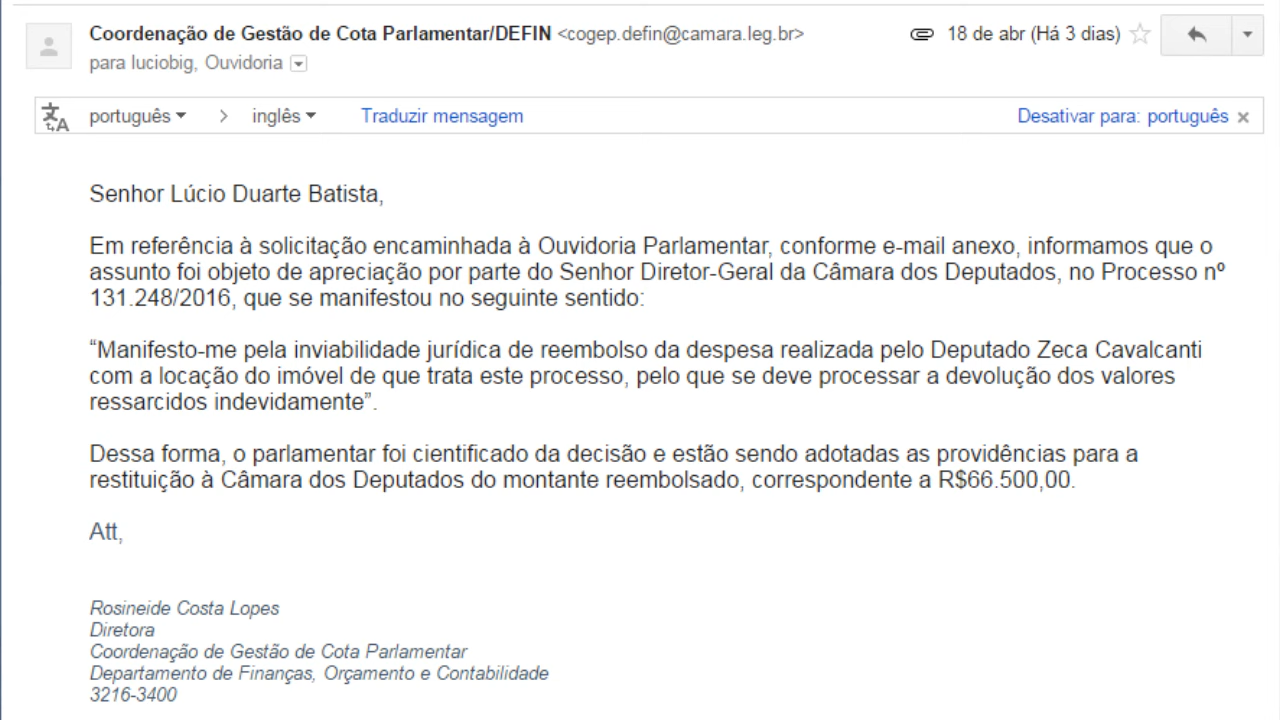 Coordenação de Gestão de Cota Parlamentar/DEFIN <cogep.defin@camara.leg.br> 18 de abr (Há 3 dias)
para luciobig, Ouvidoria
português > inglês Traduzir mensagem Desativar para: português x
Senhor Lúcio Duarte Batista,
Em referência à solicitação encaminhada à Ouvidoria Parlamentar, conforme e-mail anexo, informamos que o
assunto foi objeto de apreciação por parte do Senhor Diretor-Geral da Câmara dos Deputados, no Processo nº
131.248/2016, que se manifestou no seguinte sentido:
“Manifesto-me pela inviabilidade jurídica de reembolso da despesa realizada pelo Deputado Zeca Cavalcanti
com a locação do imóvel de que trata este processo, pelo que se deve processar a devolução dos valores
ressarcidos indevidamente”.
Dessa forma, o parlamentar foi cientificado da decisão e estão sendo adotadas as providências para a
restituição à Câmara dos Deputados do montante reembolsado, correspondente a R$66.500,00.
Att,
Rosineide Costa Lopes
Diretora
Coordenação de Gestão de Cota Parlamentar
Departamento de Finanças, Orçamento e Contabilidade
3216-3400